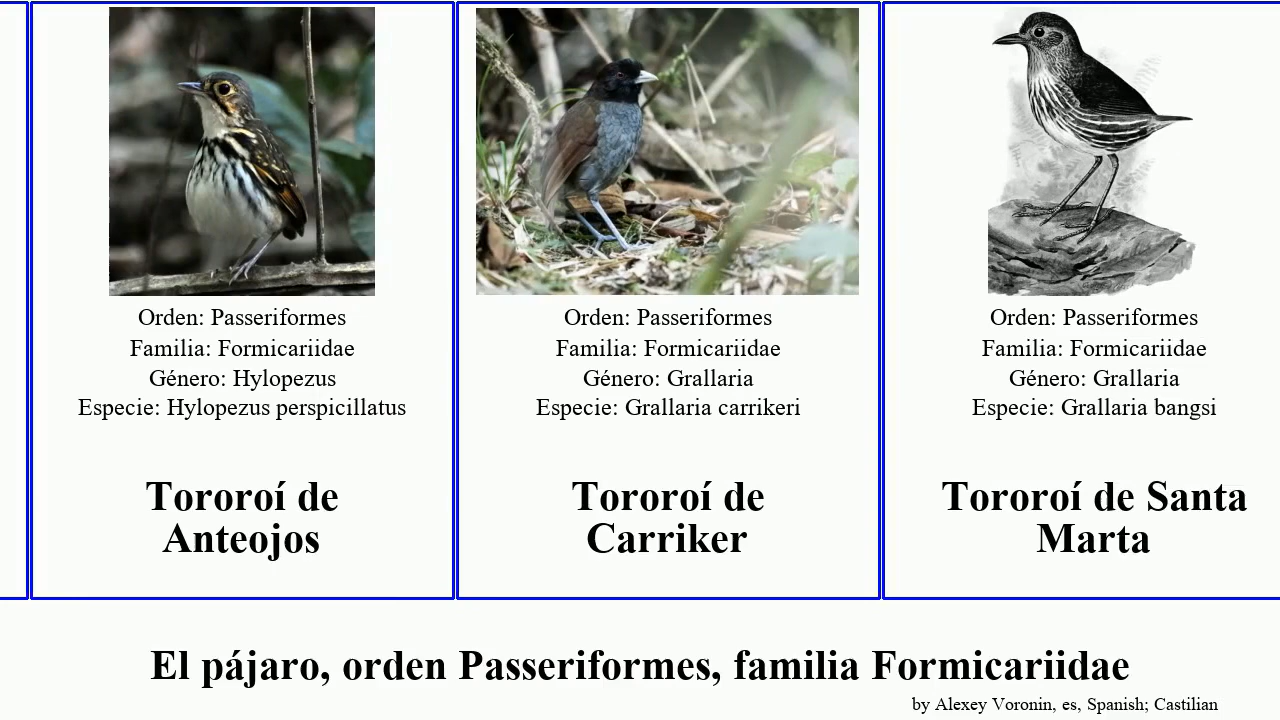 Orden: Passeriformes
Familia: Formicariidae
Género: Hylopezus
Especie: Hylopezus perspicillatus
Tororoí de
Anteojos
Orden: Passeriformes
Familia: Formicariidae
Género: Grallaria
Especie: Grallaria carrikeri
Tororoí de
Carriker
Orden: Passeriformes
Familia: Formicariidae
Género: Grallaria
Especie: Grallaria bangsi
Tororoí de Santa
Marta
El pájaro, orden Passeriformes, familia Formicariidae
by Alexey Voronin, es, Spanish; Castilian